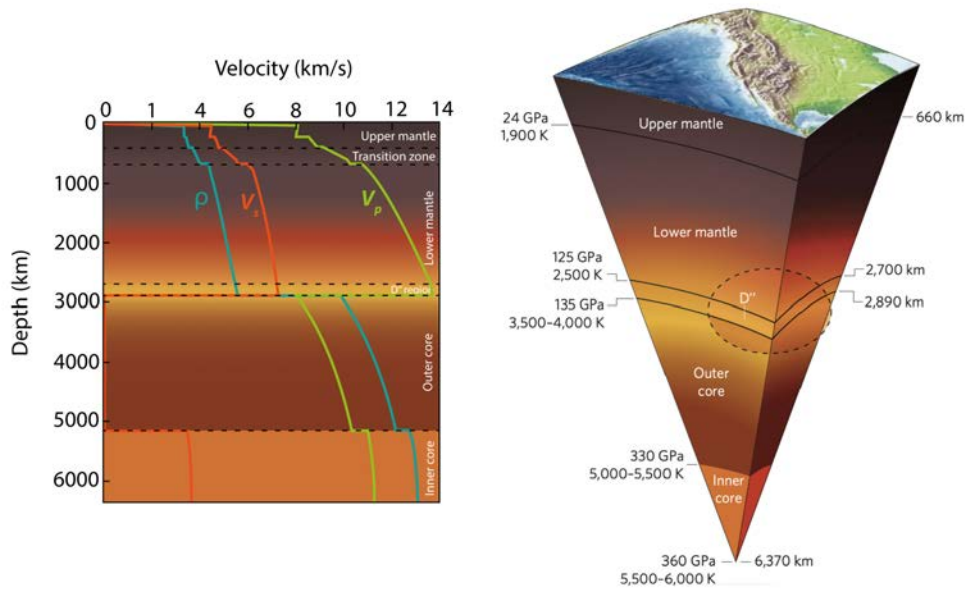 Velocity (km/s)
0 1 2 4 6 8 10 12 14
Depth (km)
0
1000
2000
3000
4000
5000
6000
ρ
Vs
Vp
Upper mantle
Transition zone
Lower mantle
D" region
Outer core
Inner core
24 GPa
1,900 K
Upper mantle
660 km
Lower mantle
125 GPa
2,500 K
2,700 km
D"
135 GPa
3,500–4,000 K
2,890 km
Outer
core
330 GPa
5,000–5,500 K
Inner
core
360 GPa
5,500–6,000 K
6,370 km